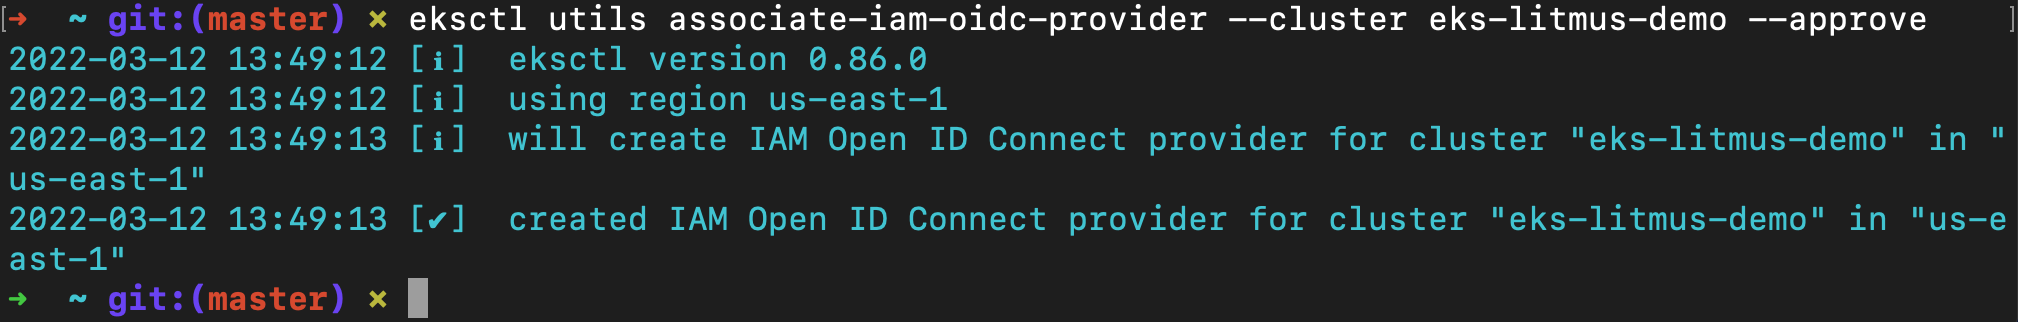 [➜  ~ git:(master) ✗ eksctl utils associate-iam-oidc-provider --cluster eks-litmus-demo --approve ]
2022-03-12 13:49:12 [ℹ]  eksctl version 0.86.0
2022-03-12 13:49:12 [ℹ]  using region us-east-1
2022-03-12 13:49:13 [ℹ]  will create IAM Open ID Connect provider for cluster "eks-litmus-demo" in "
us-east-1"
2022-03-12 13:49:13 [✔]  created IAM Open ID Connect provider for cluster "eks-litmus-demo" in "us-e
ast-1"
➜  ~ git:(master) ✗